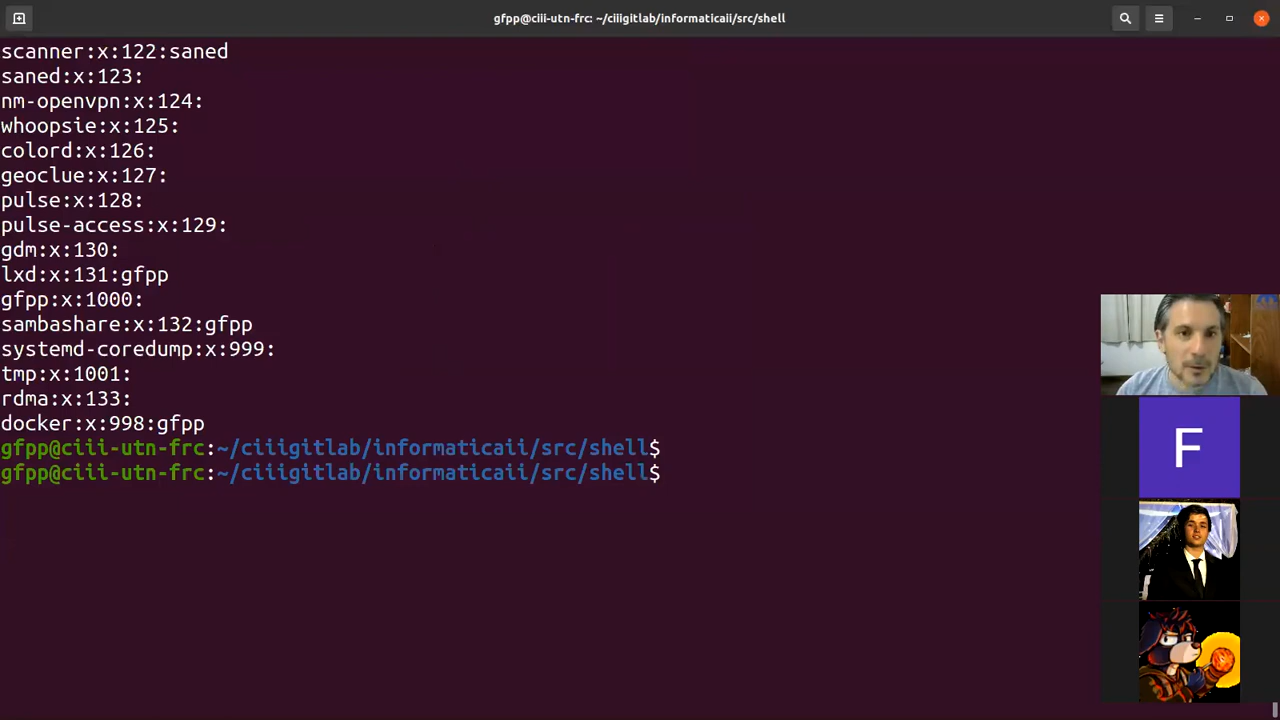 gfpp@ciii-utn-frc: ~/ciiigitlab/informaticaii/src/shell
scanner:x:122:saned
saned:x:123:
nm-openvpn:x:124:
whoopsie:x:125:
colord:x:126:
geoclue:x:127:
pulse:x:128:
pulse-access:x:129:
gdm:x:130:
lxd:x:131:gfpp
gfpp:x:1000:
sambashare:x:132:gfpp
systemd-coredump:x:999:
tmp:x:1001:
rdma:x:133:
docker:x:998:gfpp
gfpp@ciii-utn-frc:~/ciiigitlab/informaticaii/src/shell$
gfpp@ciii-utn-frc:~/ciiigitlab/informaticaii/src/shell$
F